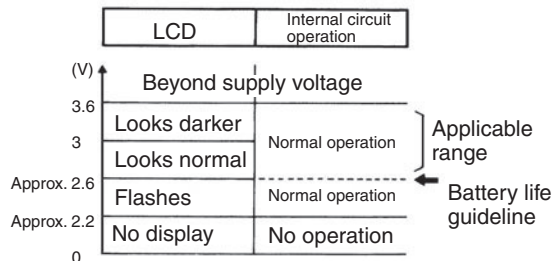 LCD
Internal circuit
operation
(V)
Beyond supply voltage
3.6
Looks darker
Normal operation
Applicable
range
3
Looks normal
Approx. 2.6
Flashes
Normal operation
Battery life
guideline
Approx. 2.2
No display
No operation
0